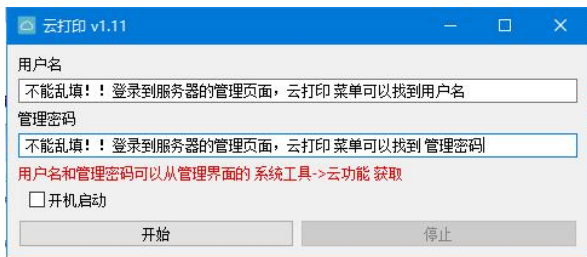 云打印 v1.11
用户名
不能乱填！！登录到服务器的管理页面，云打印 菜单可以找到用户名
管理密码
不能乱填！！登录到服务器的管理页面，云打印 菜单可以找到 管理密码
用户名和管理密码可以从管理界面的 系统工具->云功能 获取
开机启动
开始 停止